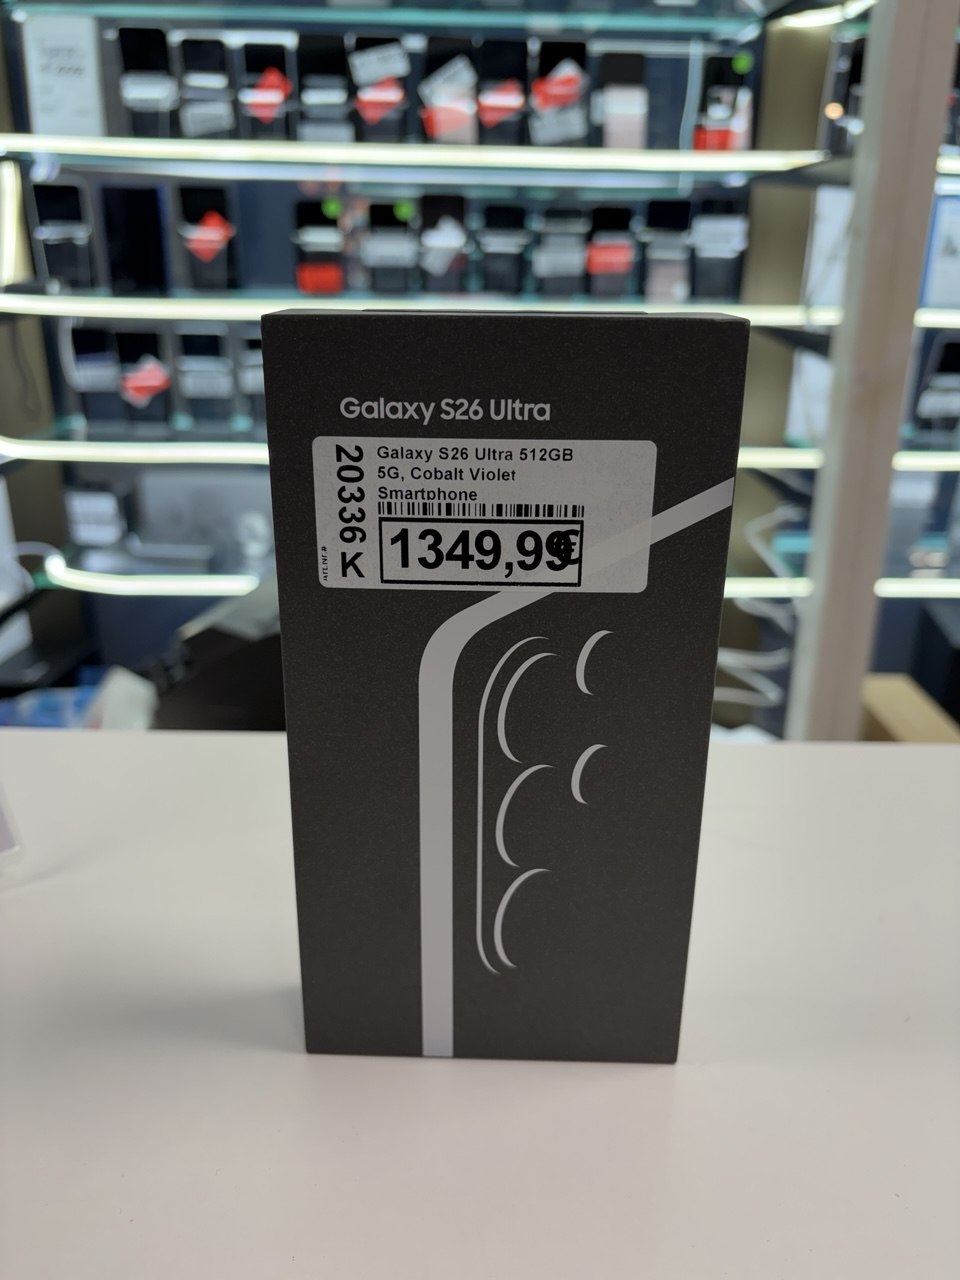 Galaxy S26 Ultra
Galaxy S26 Ultra 512GB
5G, Cobalt Violet
Smartphone
1349,99€
20336 K